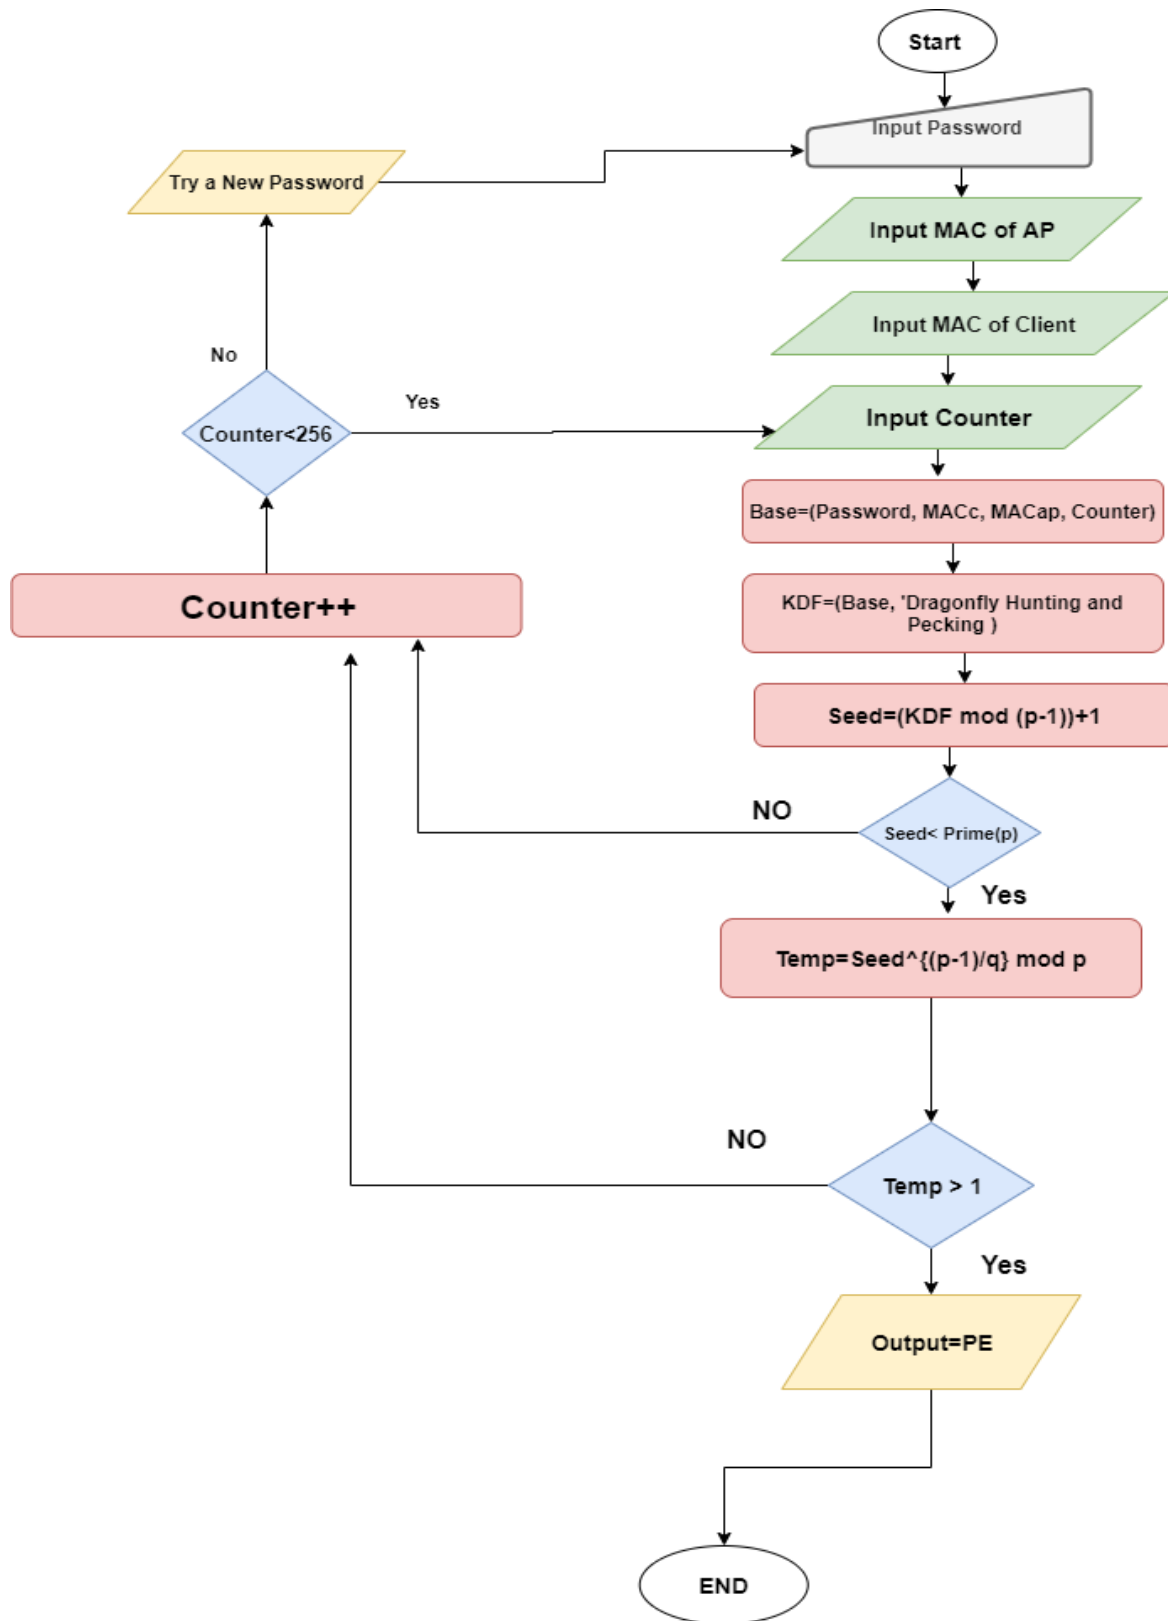 Start
Input Password
Try a New Password
Input MAC of AP
Input MAC of Client
No
Yes
Counter<256
Input Counter
Base=(Password, MACc, MACap, Counter)
Counter++
KDF=(Base, 'Dragonfly Hunting and
Pecking )
Seed=(KDF mod (p-1))+1
NO
Seed< Prime(p)
Yes
Temp=Seed^{(p-1)/q} mod p
NO
Temp > 1
Yes
Output=PE
END